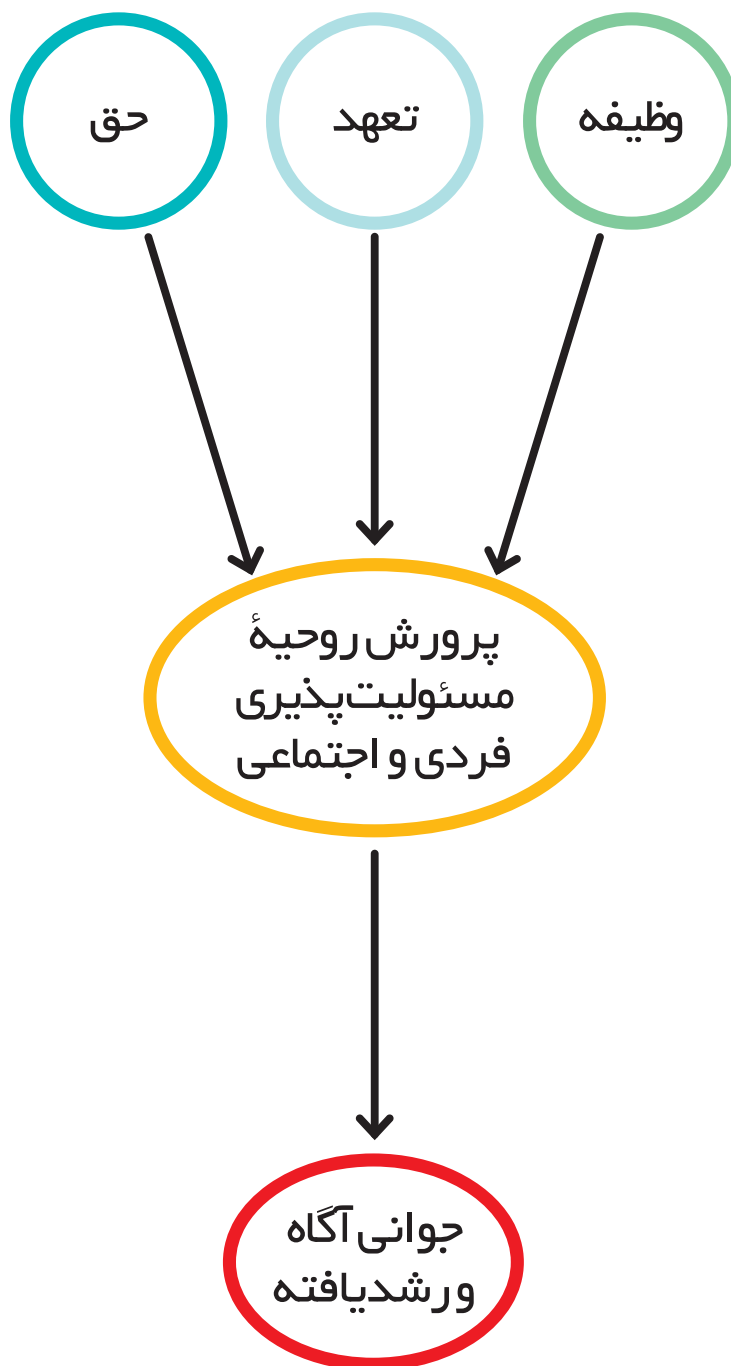 وظیفه
تعهد
حق
پرورش روحیهٔ
مسئولیت‌پذیری
فردی و اجتماعی
جوانی آگاه
و رشدیافته